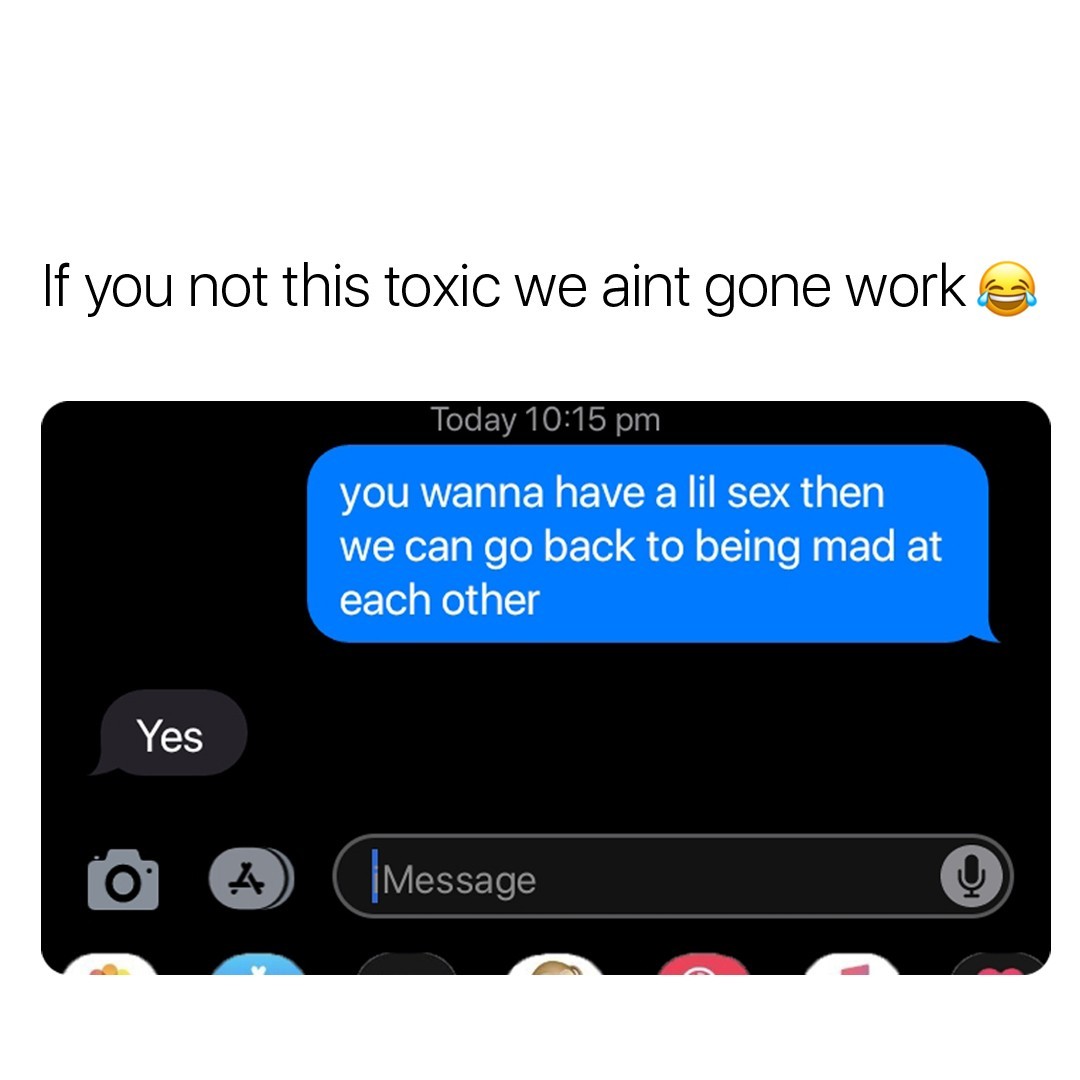 If you not this toxic we aint gone work 😂
Today 10:15 pm
you wanna have a lil sex then
we can go back to being mad at
each other
Yes
iMessage